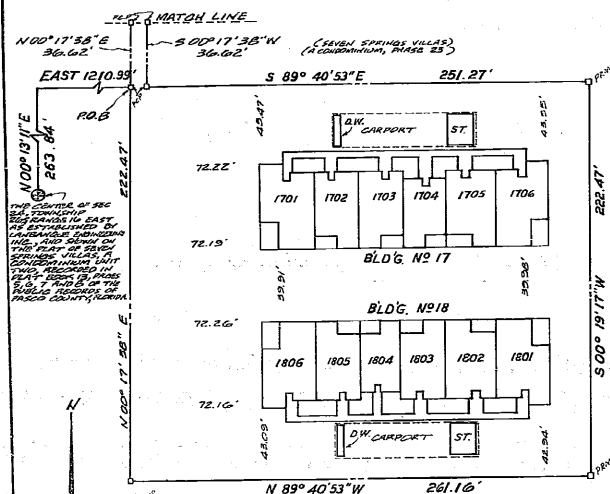 MATCH LINE
N 00° 17' 38" E
36.62'
S 00° 17' 38" W
36.62'
(SEVEN SPRINGS VILLAS)
(A CONDOMINIUM, PHASE 23)
EAST 1210.99'
S 89° 40' 53" E
251.27'
P.R.M.
P.O.B.
N 00° 13' 11" E
263.84'
222.47'
43.47'
D.W.
CARPORT
ST.
43.55'
72.22'
1701
1702
1703
1704
1705
1706
222.47'
THE CENTER OF SEC
TOWNSHIP
RANGE 16 EAST
AS ESTABLISHED BY
ENGINEERING
INC., AND SHOWN ON
THE PLAT OF SEVEN
SPRINGS VILLAS, A
CONDOMINIUM UNIT
TWO, RECORDED IN
PLAT BOOK 13, PAGES
5, 6, 7 AND 8 OF THE
PUBLIC RECORDS OF
PASCO COUNTY, FLORIDA
72.19'
BLD'G. Nº 17
39.91'
39.98'
N 00° 17' 38" E
S 00° 19' 17" W
BLD'G. Nº 18
72.26'
1806
1805
1804
1803
1802
1801
N
72.16'
43.09'
D.W.
CARPORT
ST.
42.94'
N 89° 40' 53" W
261.16'